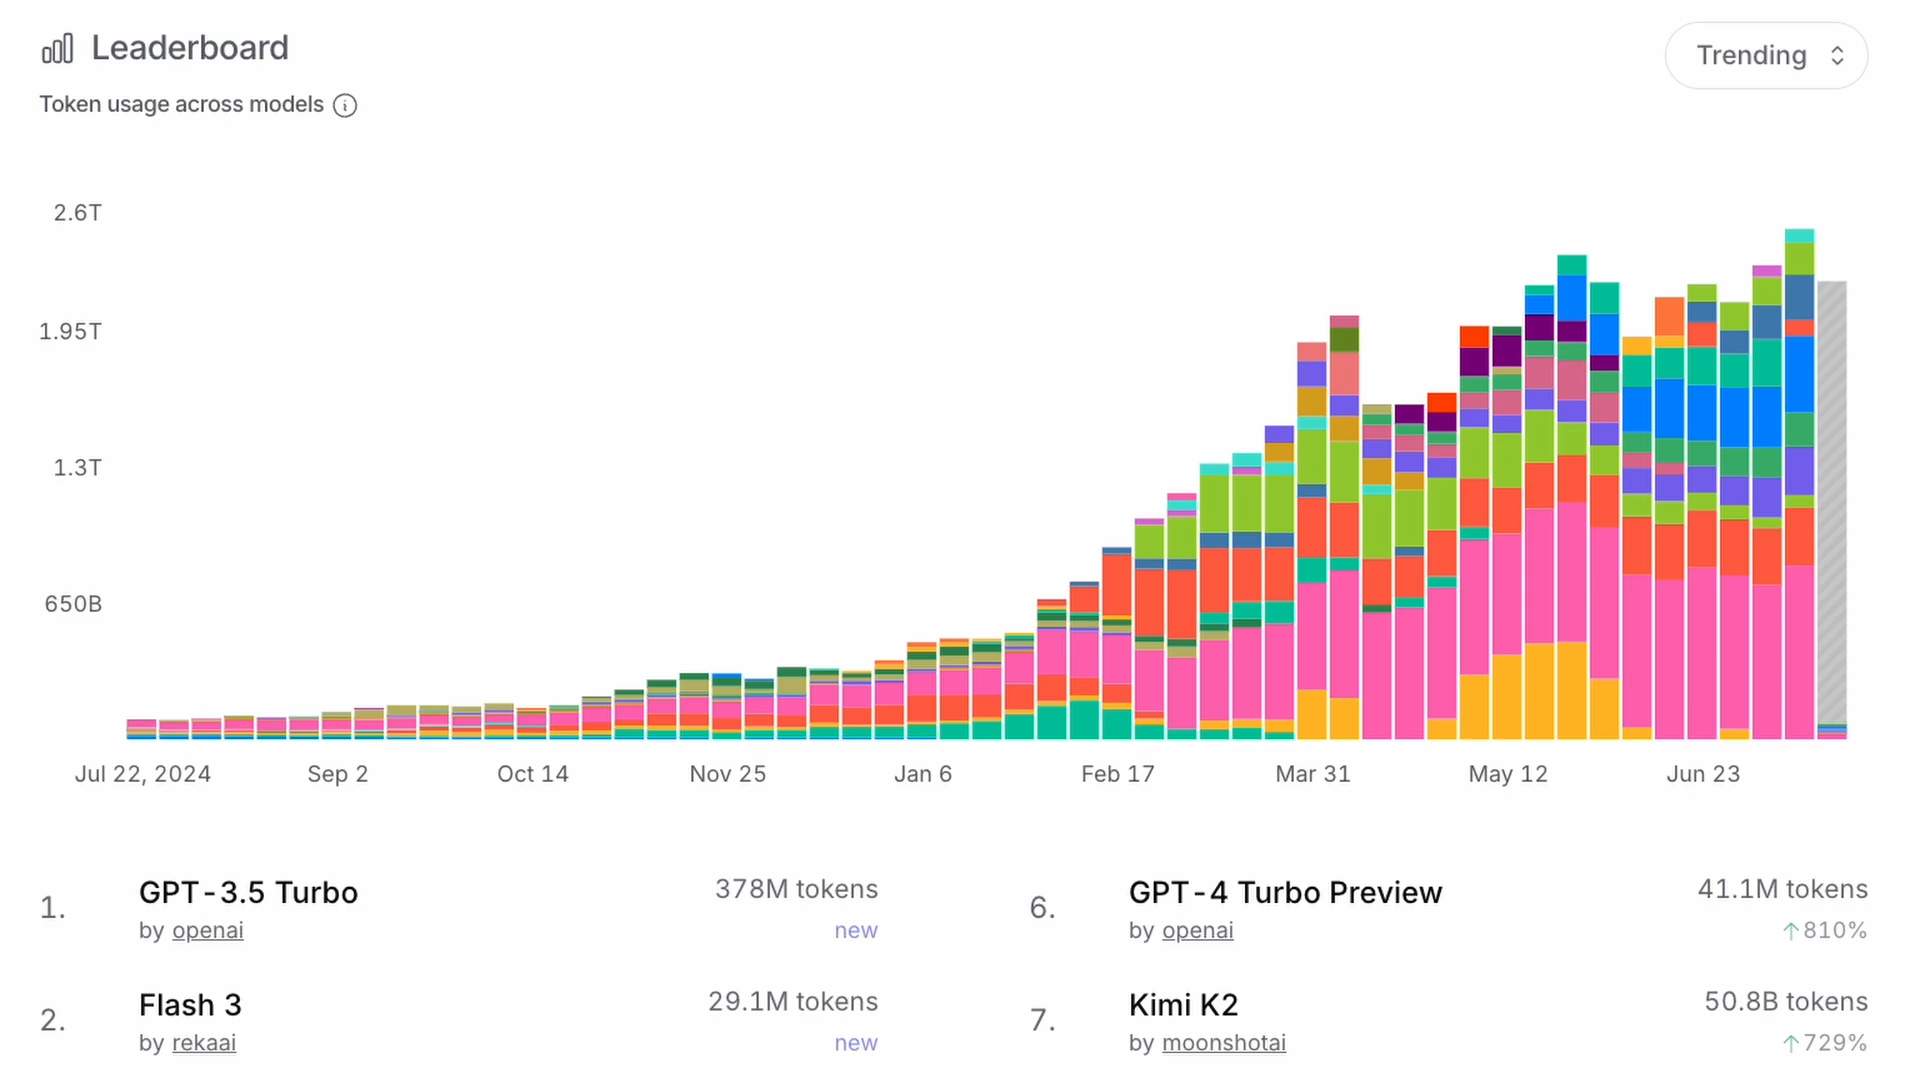 Leaderboard
Trending
Token usage across models
2.6T
1.95T
1.3T
650B
Jul 22, 2024
Sep 2
Oct 14
Nov 25
Jan 6
Feb 17
Mar 31
May 12
Jun 23
1.
GPT-3.5 Turbo
378M tokens
by openai
new
2.
Flash 3
29.1M tokens
by rekaai
new
6.
GPT-4 Turbo Preview
41.1M tokens
by openai
↑810%
7.
Kimi K2
50.8B tokens
by moonshotai
↑729%